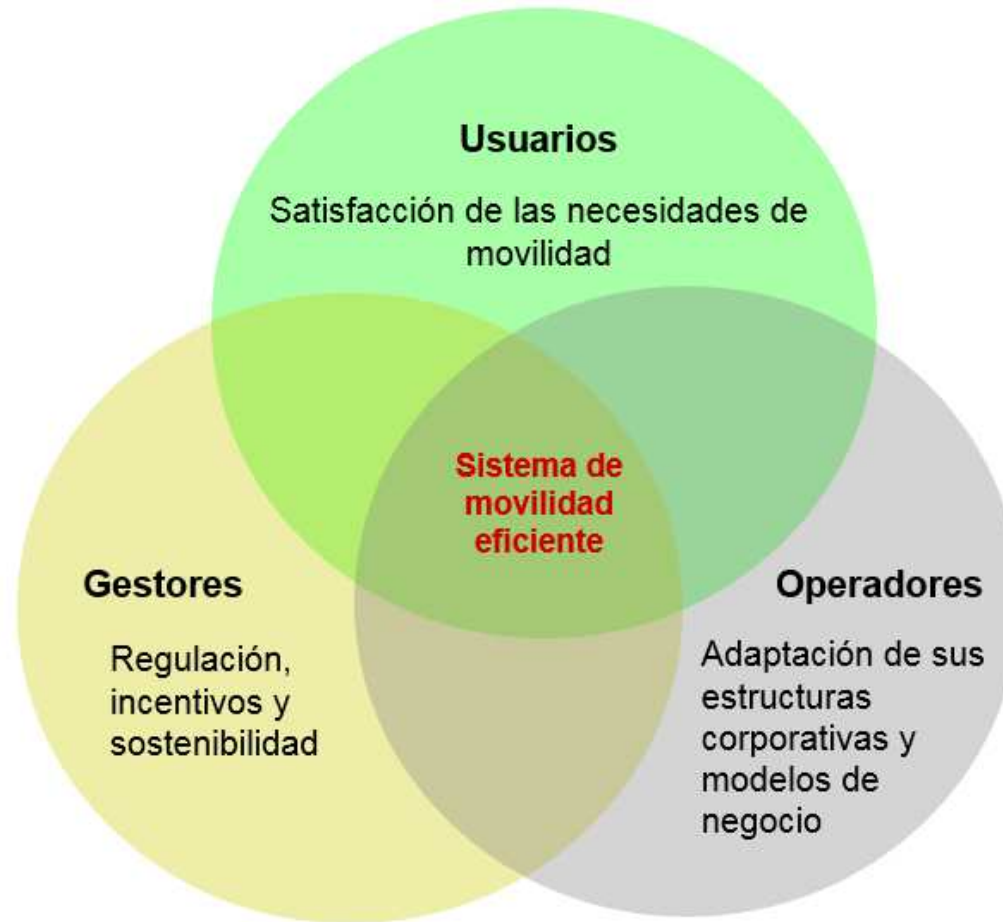 Usuarios
Satisfacción de las necesidades de
movilidad
Sistema de
movilidad
eficiente
Gestores
Regulación,
incentivos y
sostenibilidad
Operadores
Adaptación de sus
estructuras
corporativas y
modelos de
negocio